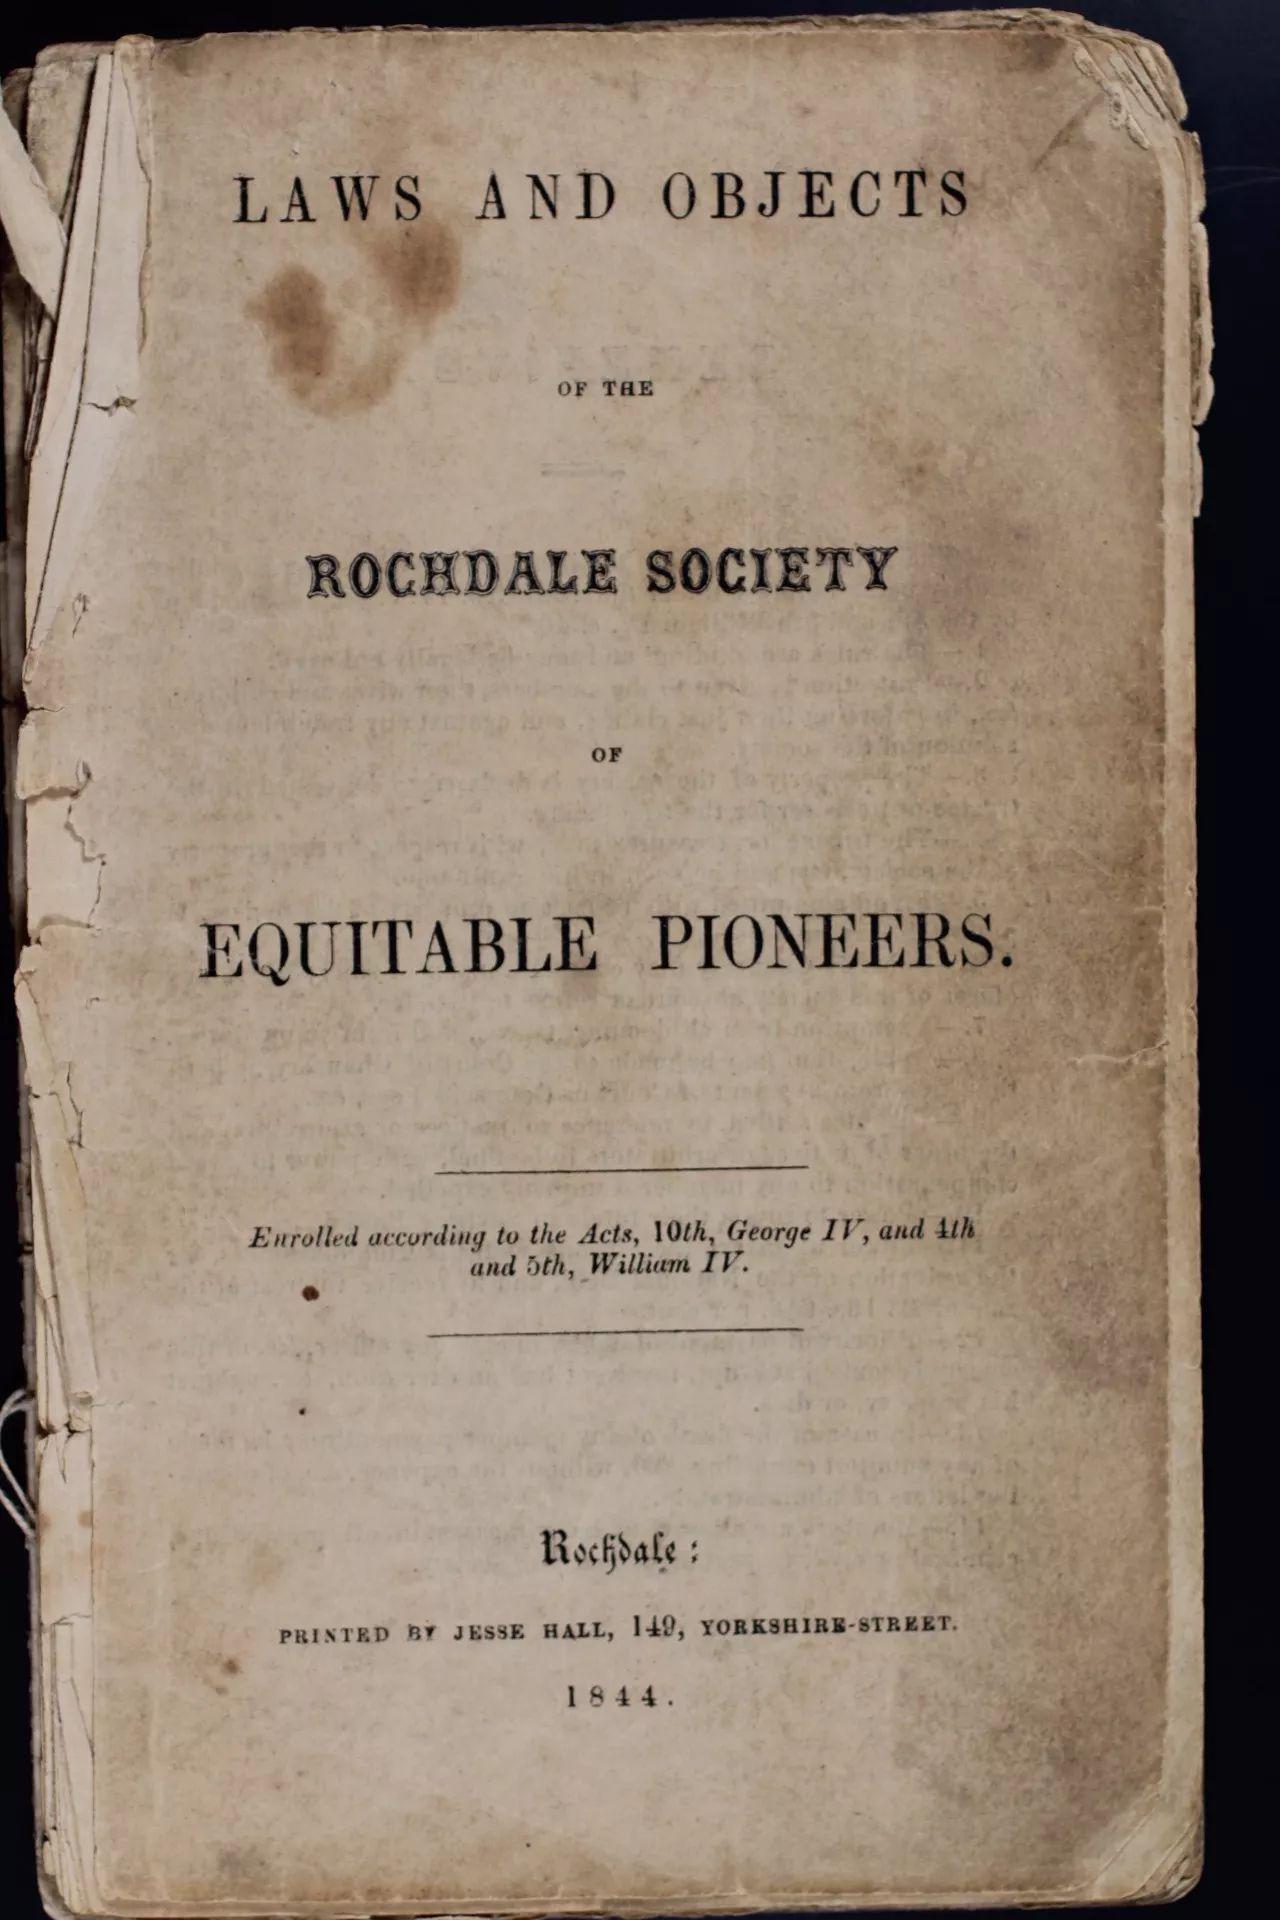 LAWS AND OBJECTS
OF THE
ROCHDALE SOCIETY
OF
EQUITABLE PIONEERS.
Enrolled according to the Acts, 10th, George IV, and 4th
and 5th, William IV.
Rochdale:
PRINTED BY JESSE HALL, 149, YORKSHIRE-STREET.
1844.